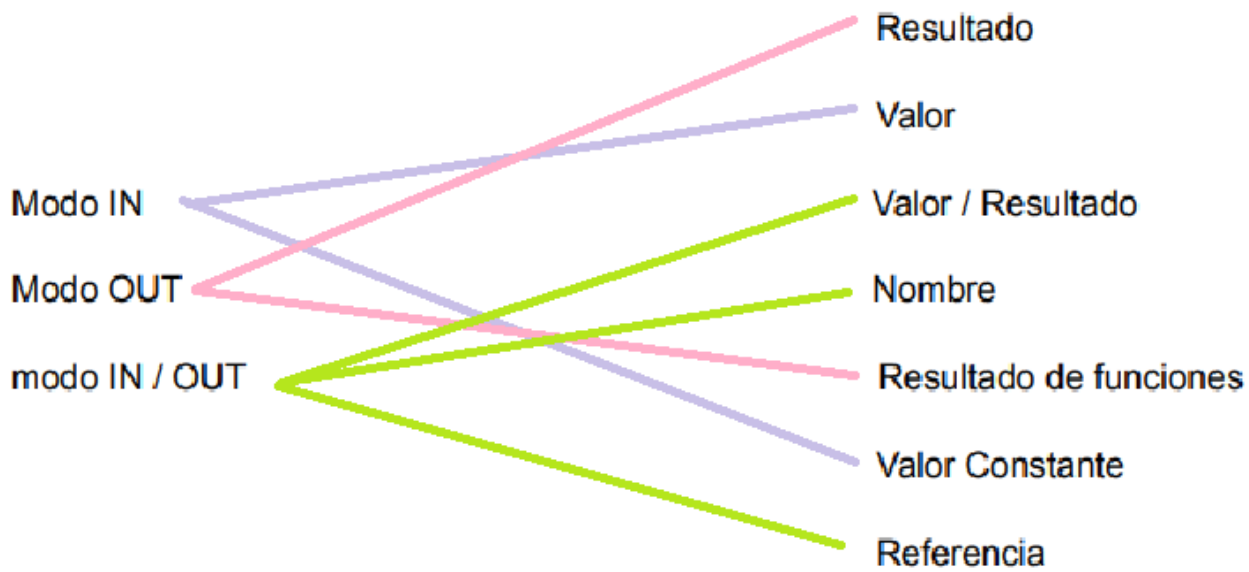 Modo IN
Modo OUT
modo IN / OUT
Resultado
Valor
Valor / Resultado
Nombre
Resultado de funciones
Valor Constante
Referencia